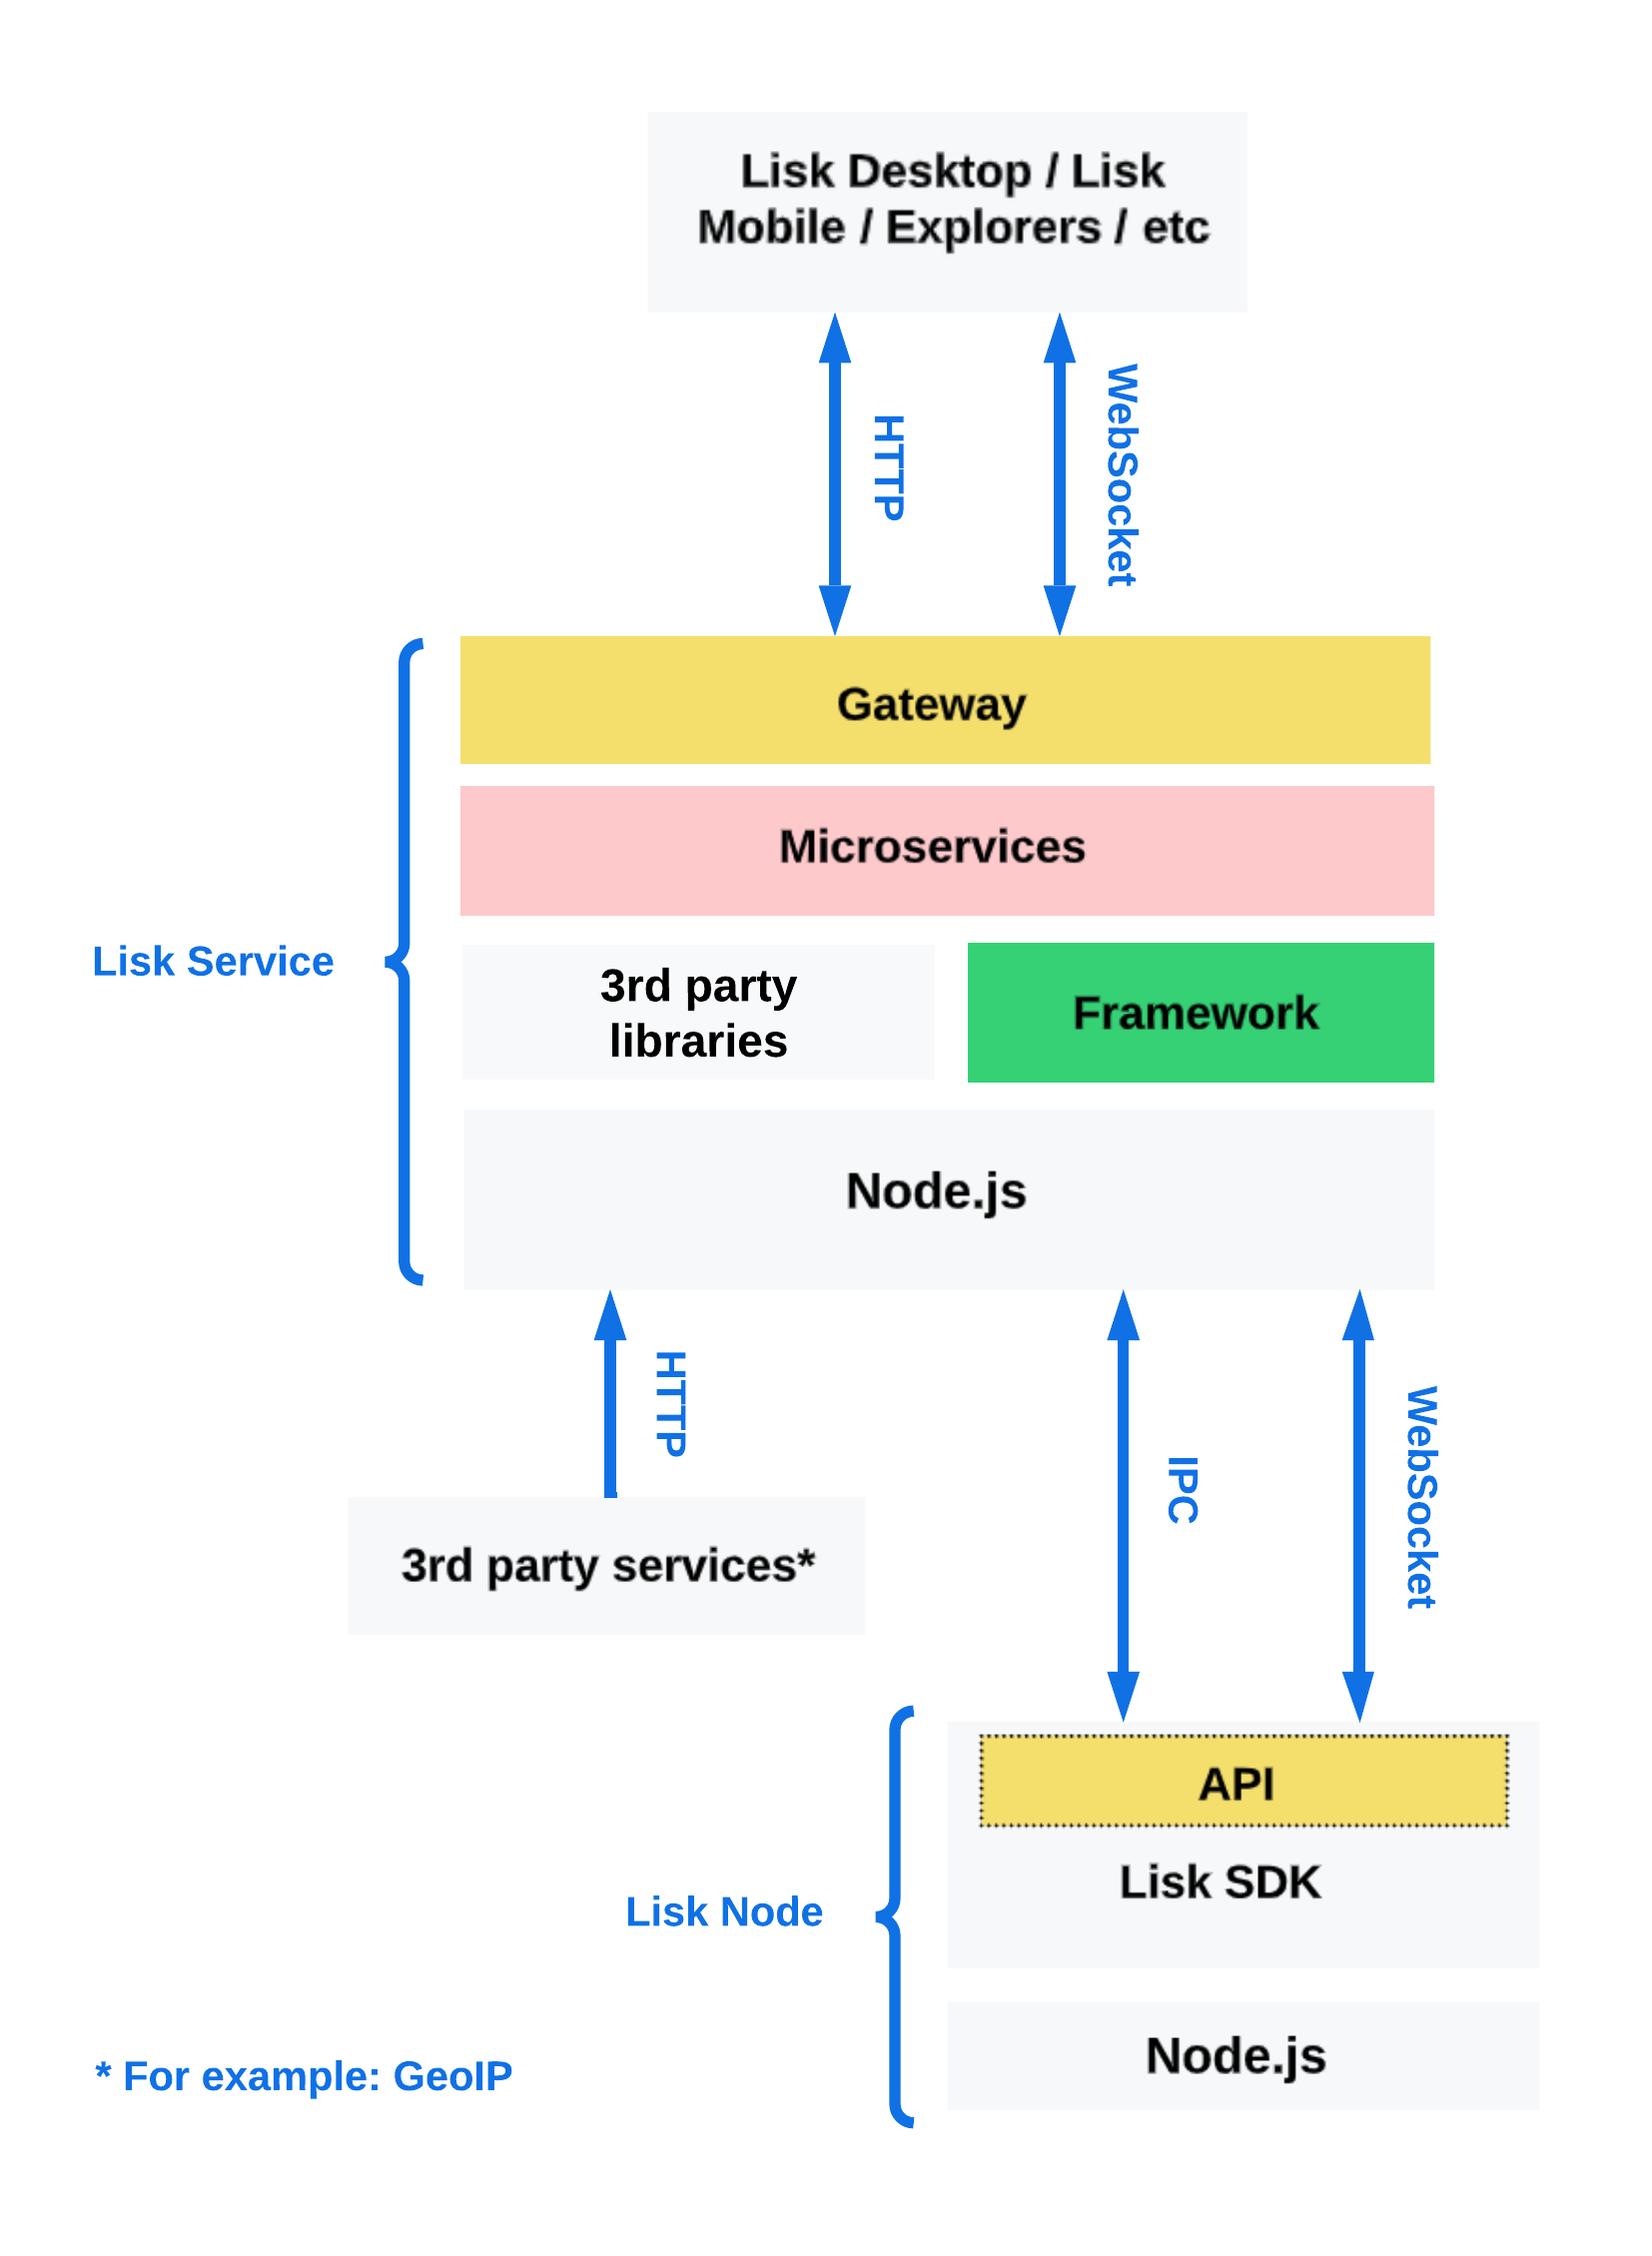 Lisk Desktop / Lisk
Mobile / Explorers / etc
HTTP
WebSocket
Gateway
Microservices
Lisk Service
3rd party
libraries
Framework
Node.js
HTTP
IPC
WebSocket
3rd party services*
API
Lisk SDK
Lisk Node
Node.js
* For example: GeoIP